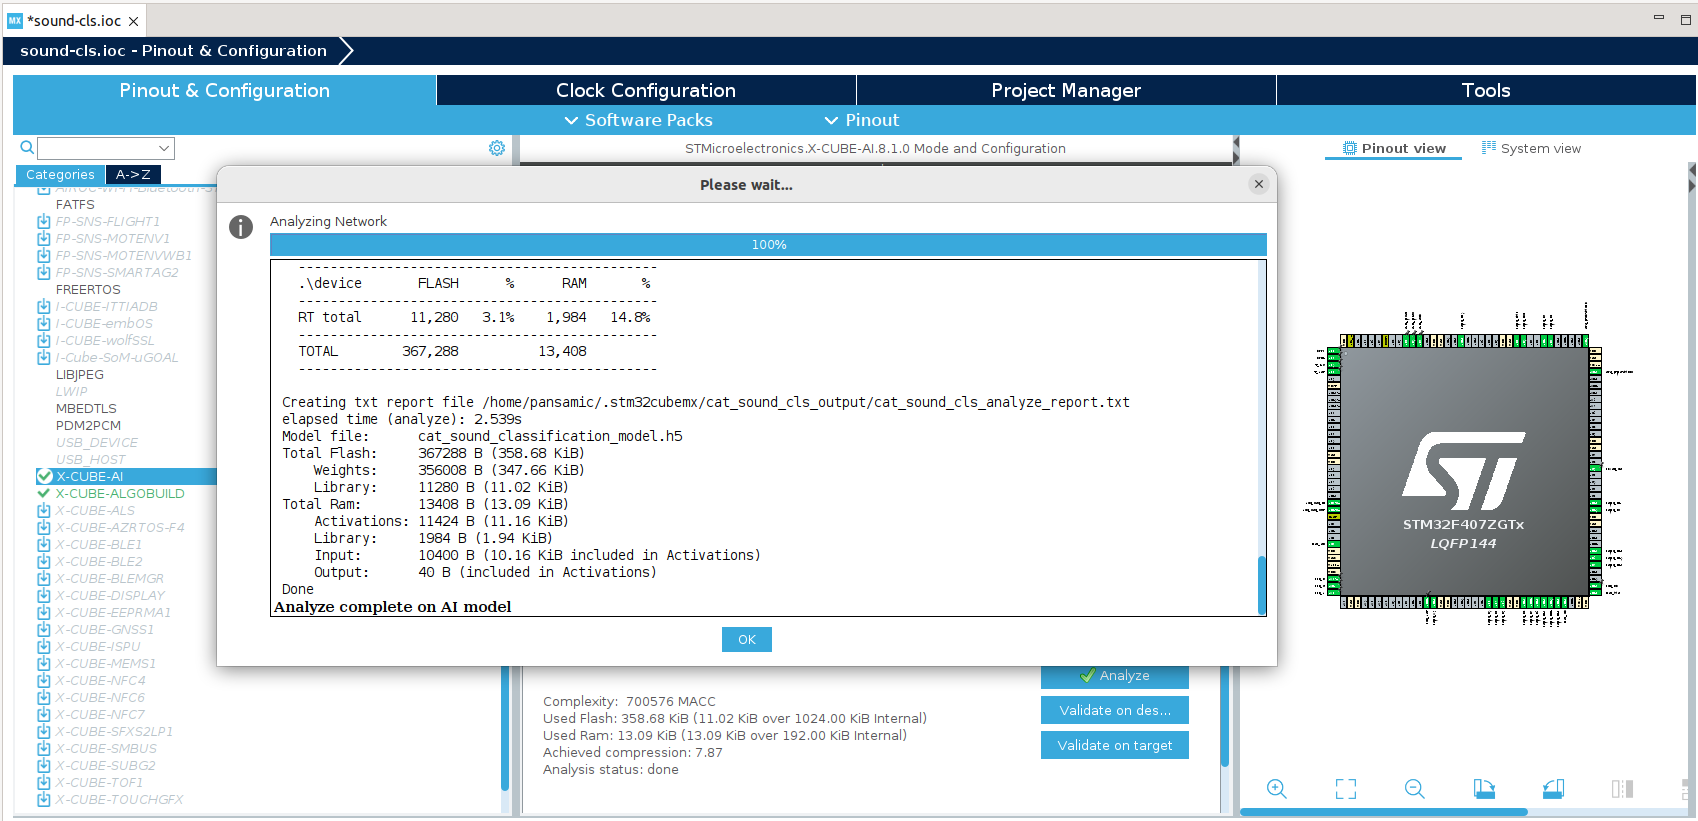 MX *sound-cls.ioc
sound-cls.ioc - Pinout & Configuration
Pinout & Configuration
Clock Configuration
Project Manager
Tools
Software Packs
Pinout
STMicroelectronics.X-CUBE-AI.8.1.0 Mode and Configuration
Pinout view
System view
Categories
A->Z
FATFS
FP-SNS-FLIGHT1
FP-SNS-MOTENV1
FP-SNS-MOTENVWB1
FP-SNS-SMARTAG2
FREERTOS
I-CUBE-ITTIADB
I-CUBE-embOS
I-CUBE-wolfSSL
I-Cube-SoM-uGOAL
LIBJPEG
LWIP
MBEDTLS
PDM2PCM
USB_DEVICE
USB_HOST
X-CUBE-AI
X-CUBE-ALGOBUILD
X-CUBE-ALS
X-CUBE-AZRTOS-F4
X-CUBE-BLE1
X-CUBE-BLE2
X-CUBE-BLEMGR
X-CUBE-DISPLAY
X-CUBE-EEPRMA1
X-CUBE-GNSS1
X-CUBE-ISPU
X-CUBE-MEMS1
X-CUBE-NFC4
X-CUBE-NFC6
X-CUBE-NFC7
X-CUBE-SFXS2LP1
X-CUBE-SMBUS
X-CUBE-SUBG2
X-CUBE-TOF1
X-CUBE-TOUCHGFX
Please wait...
Analyzing Network
100%
---------------------------------------------
.\device FLASH % RAM %
---------------------------------------------
RT total 11,280 3.1% 1,984 14.8%
---------------------------------------------
TOTAL 367,288 13,408
---------------------------------------------
Creating txt report file /home/pansamic/.stm32cubemx/cat_sound_cls_output/cat_sound_cls_analyze_report.txt
elapsed time (analyze): 2.539s
Model file: cat_sound_classification_model.h5
Total Flash: 367288 B (358.68 KiB)
Weights: 356008 B (347.66 KiB)
Library: 11280 B (11.02 KiB)
Total Ram: 13408 B (13.09 KiB)
Activations: 11424 B (11.16 KiB)
Library: 1984 B (1.94 KiB)
Input: 10400 B (10.16 KiB included in Activations)
Output: 40 B (included in Activations)
Done
Analyze complete on AI model
OK
Analyze
Complexity: 700576 MACC
Used Flash: 358.68 KiB (11.02 KiB over 1024.00 KiB Internal)
Used Ram: 13.09 KiB (13.09 KiB over 192.00 KiB Internal)
Achieved compression: 7.87
Analysis status: done
Validate on des...
Validate on target
ST
STM32F407ZGTx
LQFP144